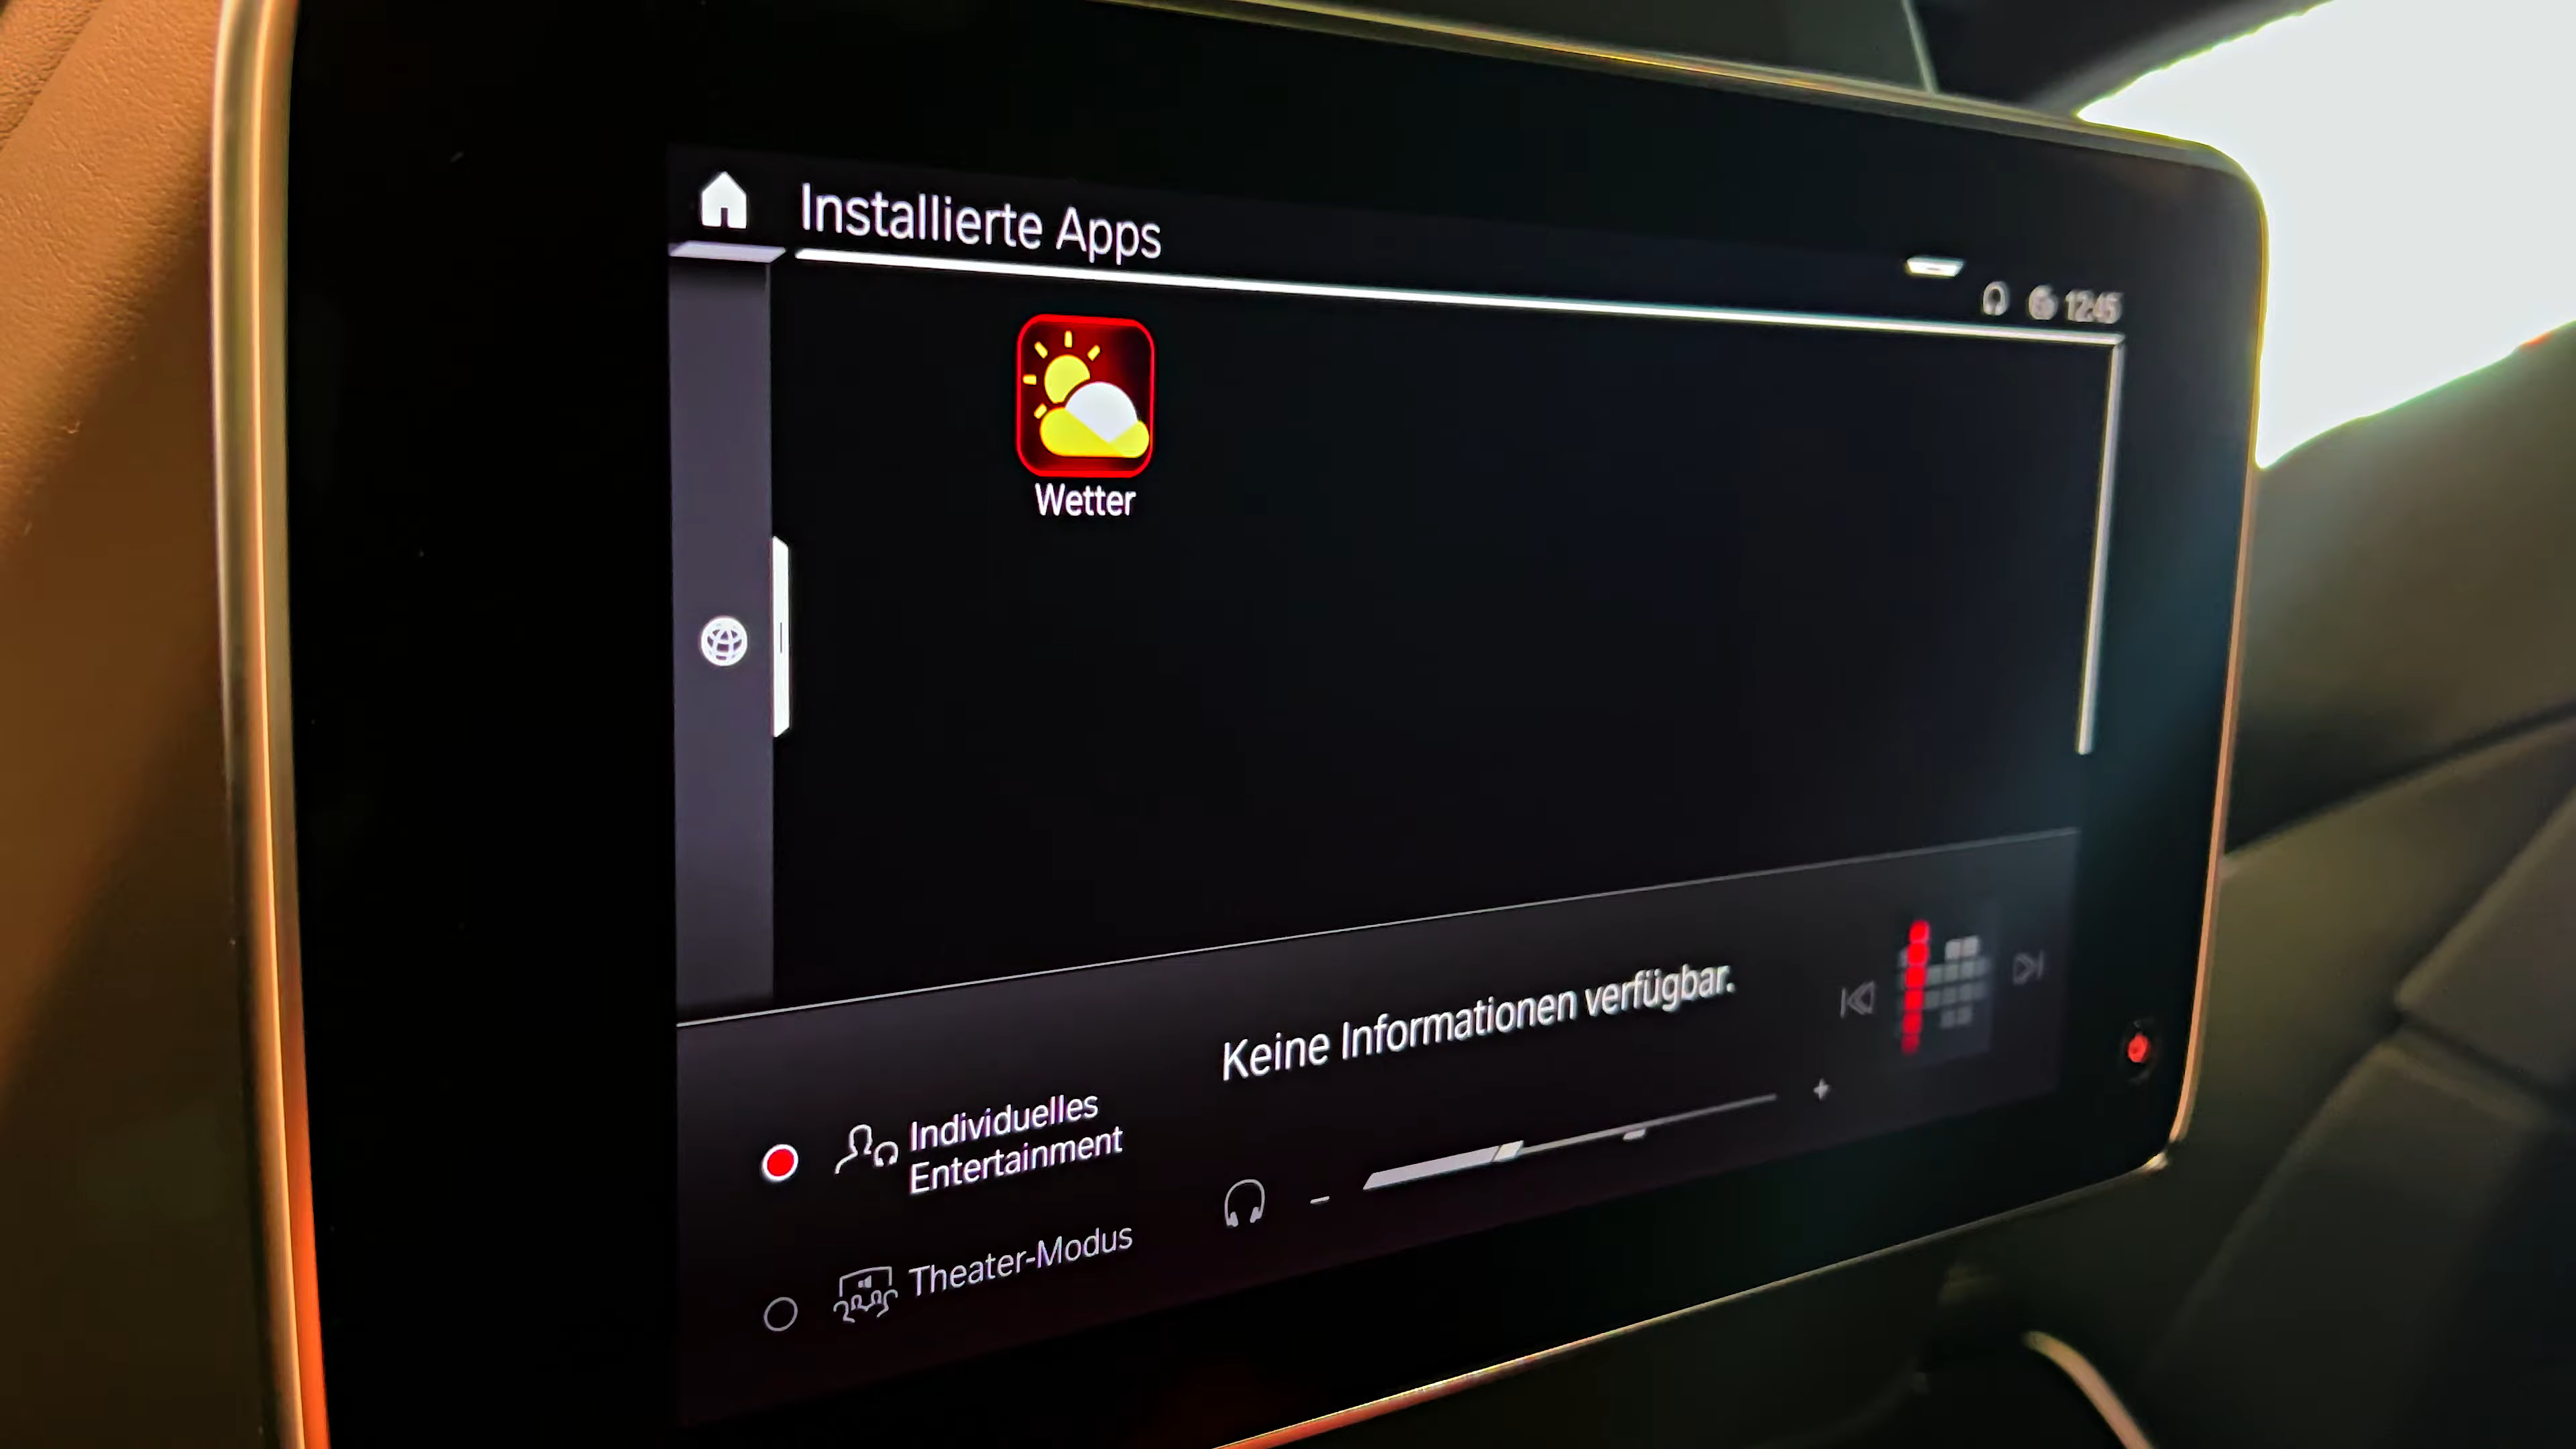 Installierte Apps
12:45
Wetter
Keine Informationen verfügbar.
Individuelles
Entertainment
Theater-Modus